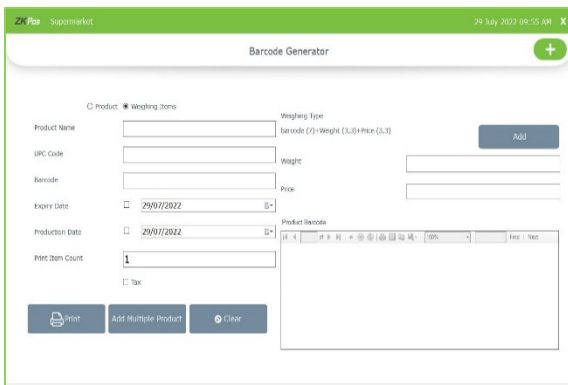 ZKPos Supermarket 29 July 2022 09:55 AM X
Barcode Generator
+
Product Weighing Items
Weighing Type
Barcode (7)+Weight (3,3)+Price (3,3)
Add
Product Name
UPC Code
Weight
Barcode
Price
Expiry Date 29/07/2022
Production Date 29/07/2022
Product Barcode
of 100% Find | Next
Print Item Count 1
Tax
Print Add Multiple Product Clear